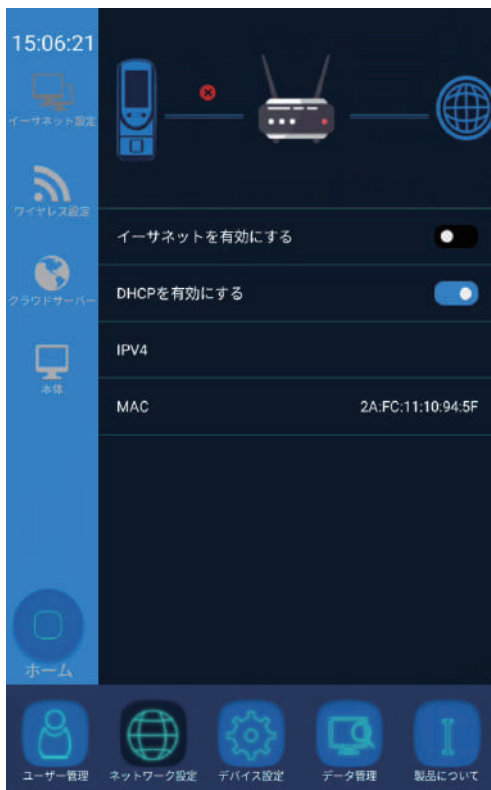 15:06:21
イーサネット設定
ワイヤレス設定
クラウドサーバー
本体
ホーム
イーサネットを有効にする
DHCPを有効にする
IPV4
MAC 2A:FC:11:10:94:5F
ユーザー管理 ネットワーク設定 デバイス設定 データ管理 製品について